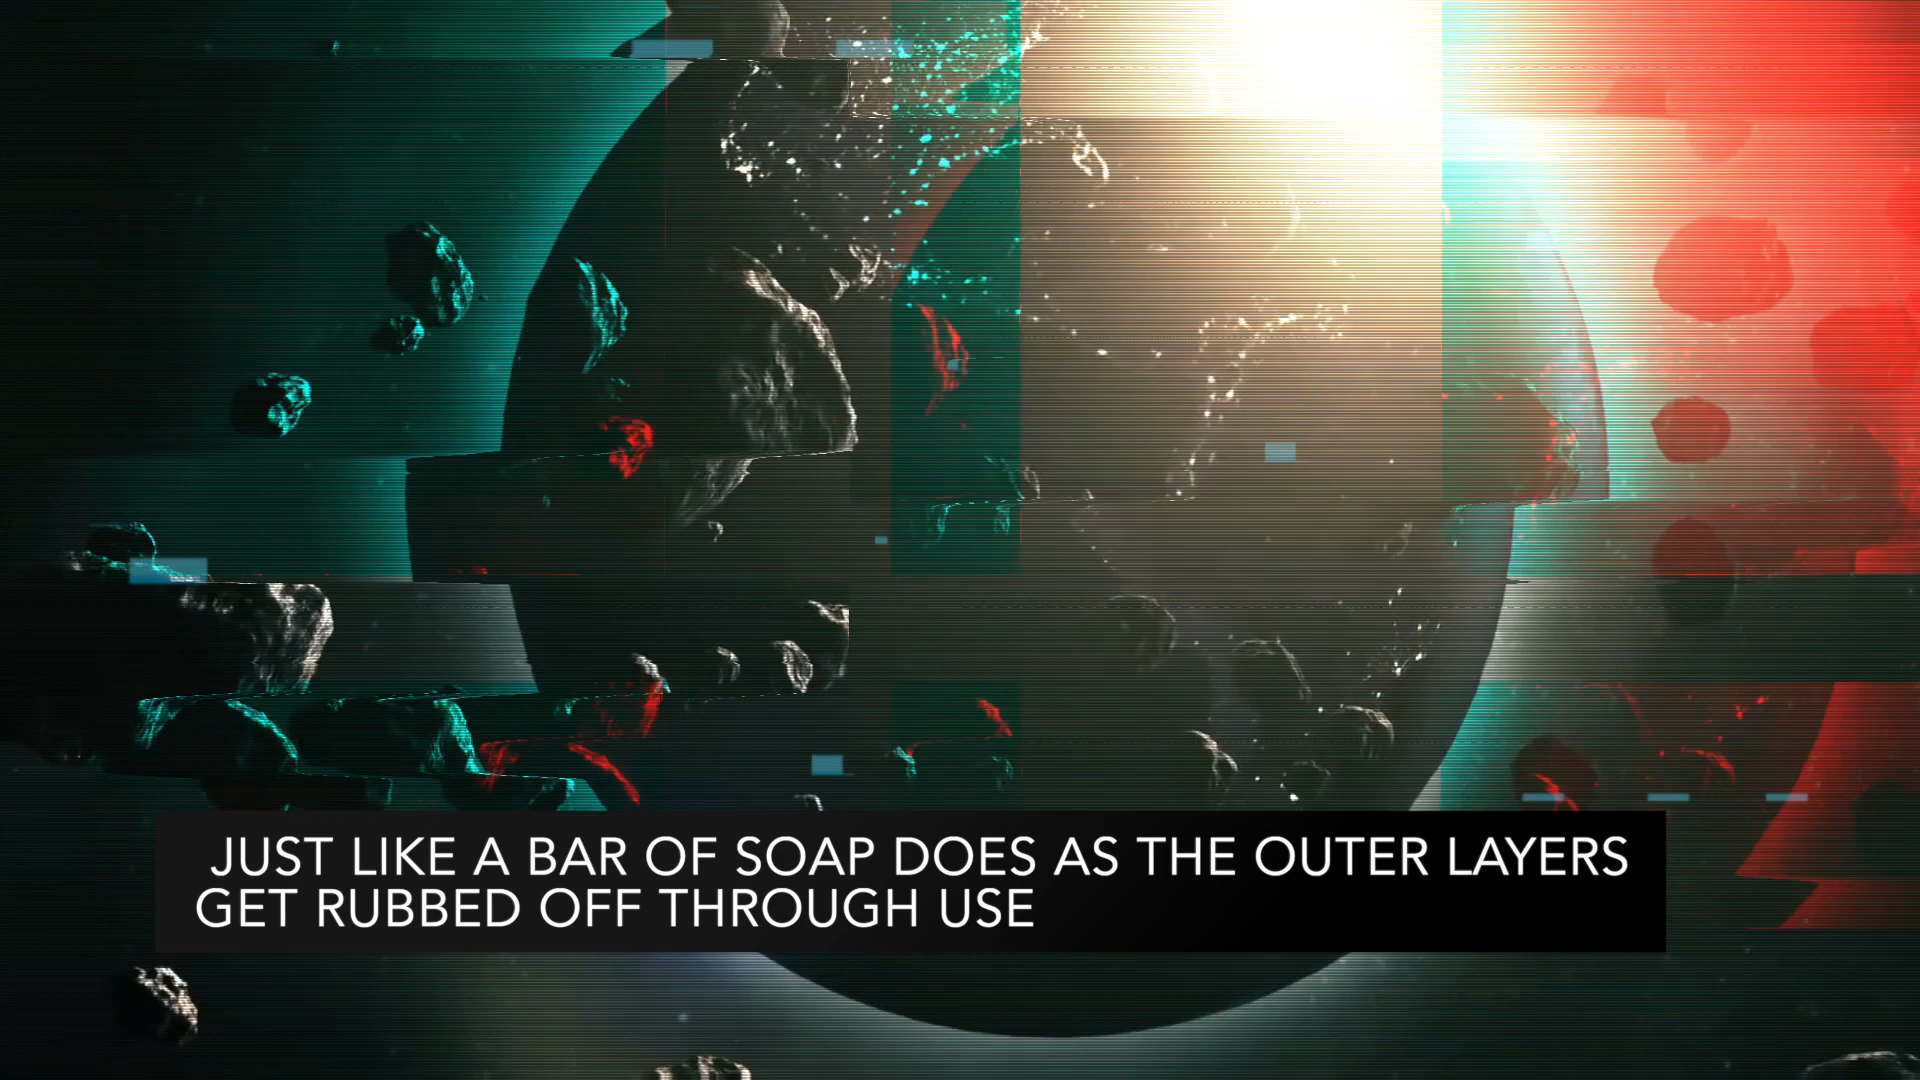 JUST LIKE A BAR OF SOAP DOES AS THE OUTER LAYERS
GET RUBBED OFF THROUGH USE